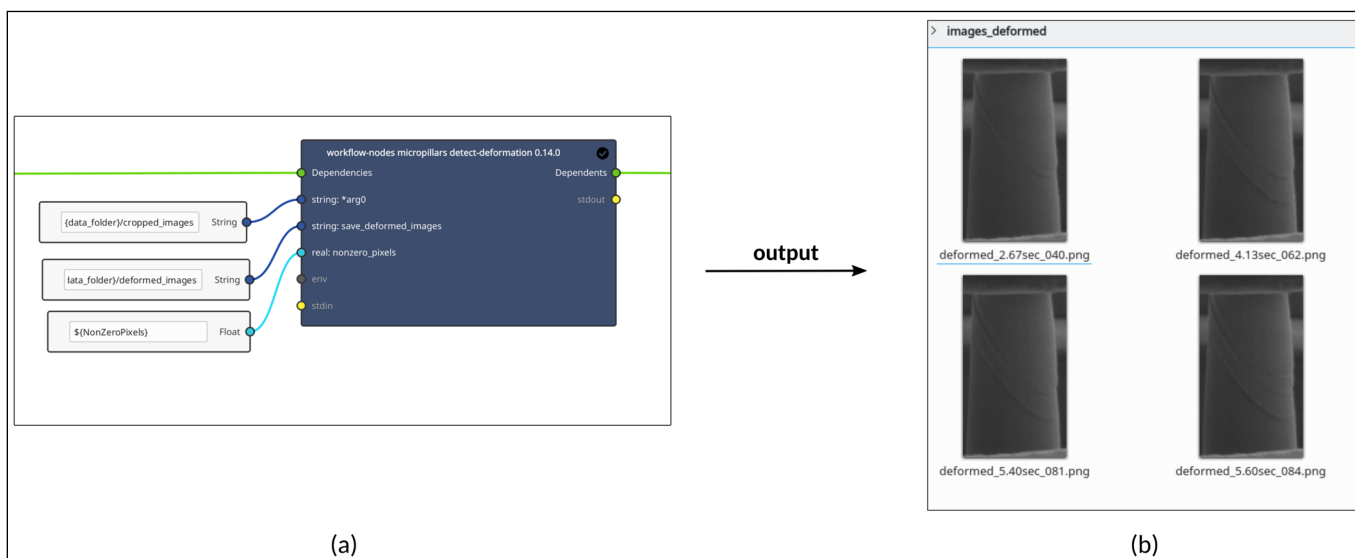 workflow-nodes micropillars detect-deformation 0.14.0
Dependencies
Dependents
string: *arg0
stdout
{data_folder}/cropped_images
String
string: save_deformed_images
real: nonzero_pixels
lata_folder}/deformed_images
String
env
stdin
${NonZeroPixels}
Float
(a)
output
> images_deformed
deformed_2.67sec_040.png
deformed_4.13sec_062.png
deformed_5.40sec_081.png
deformed_5.60sec_084.png
(b)